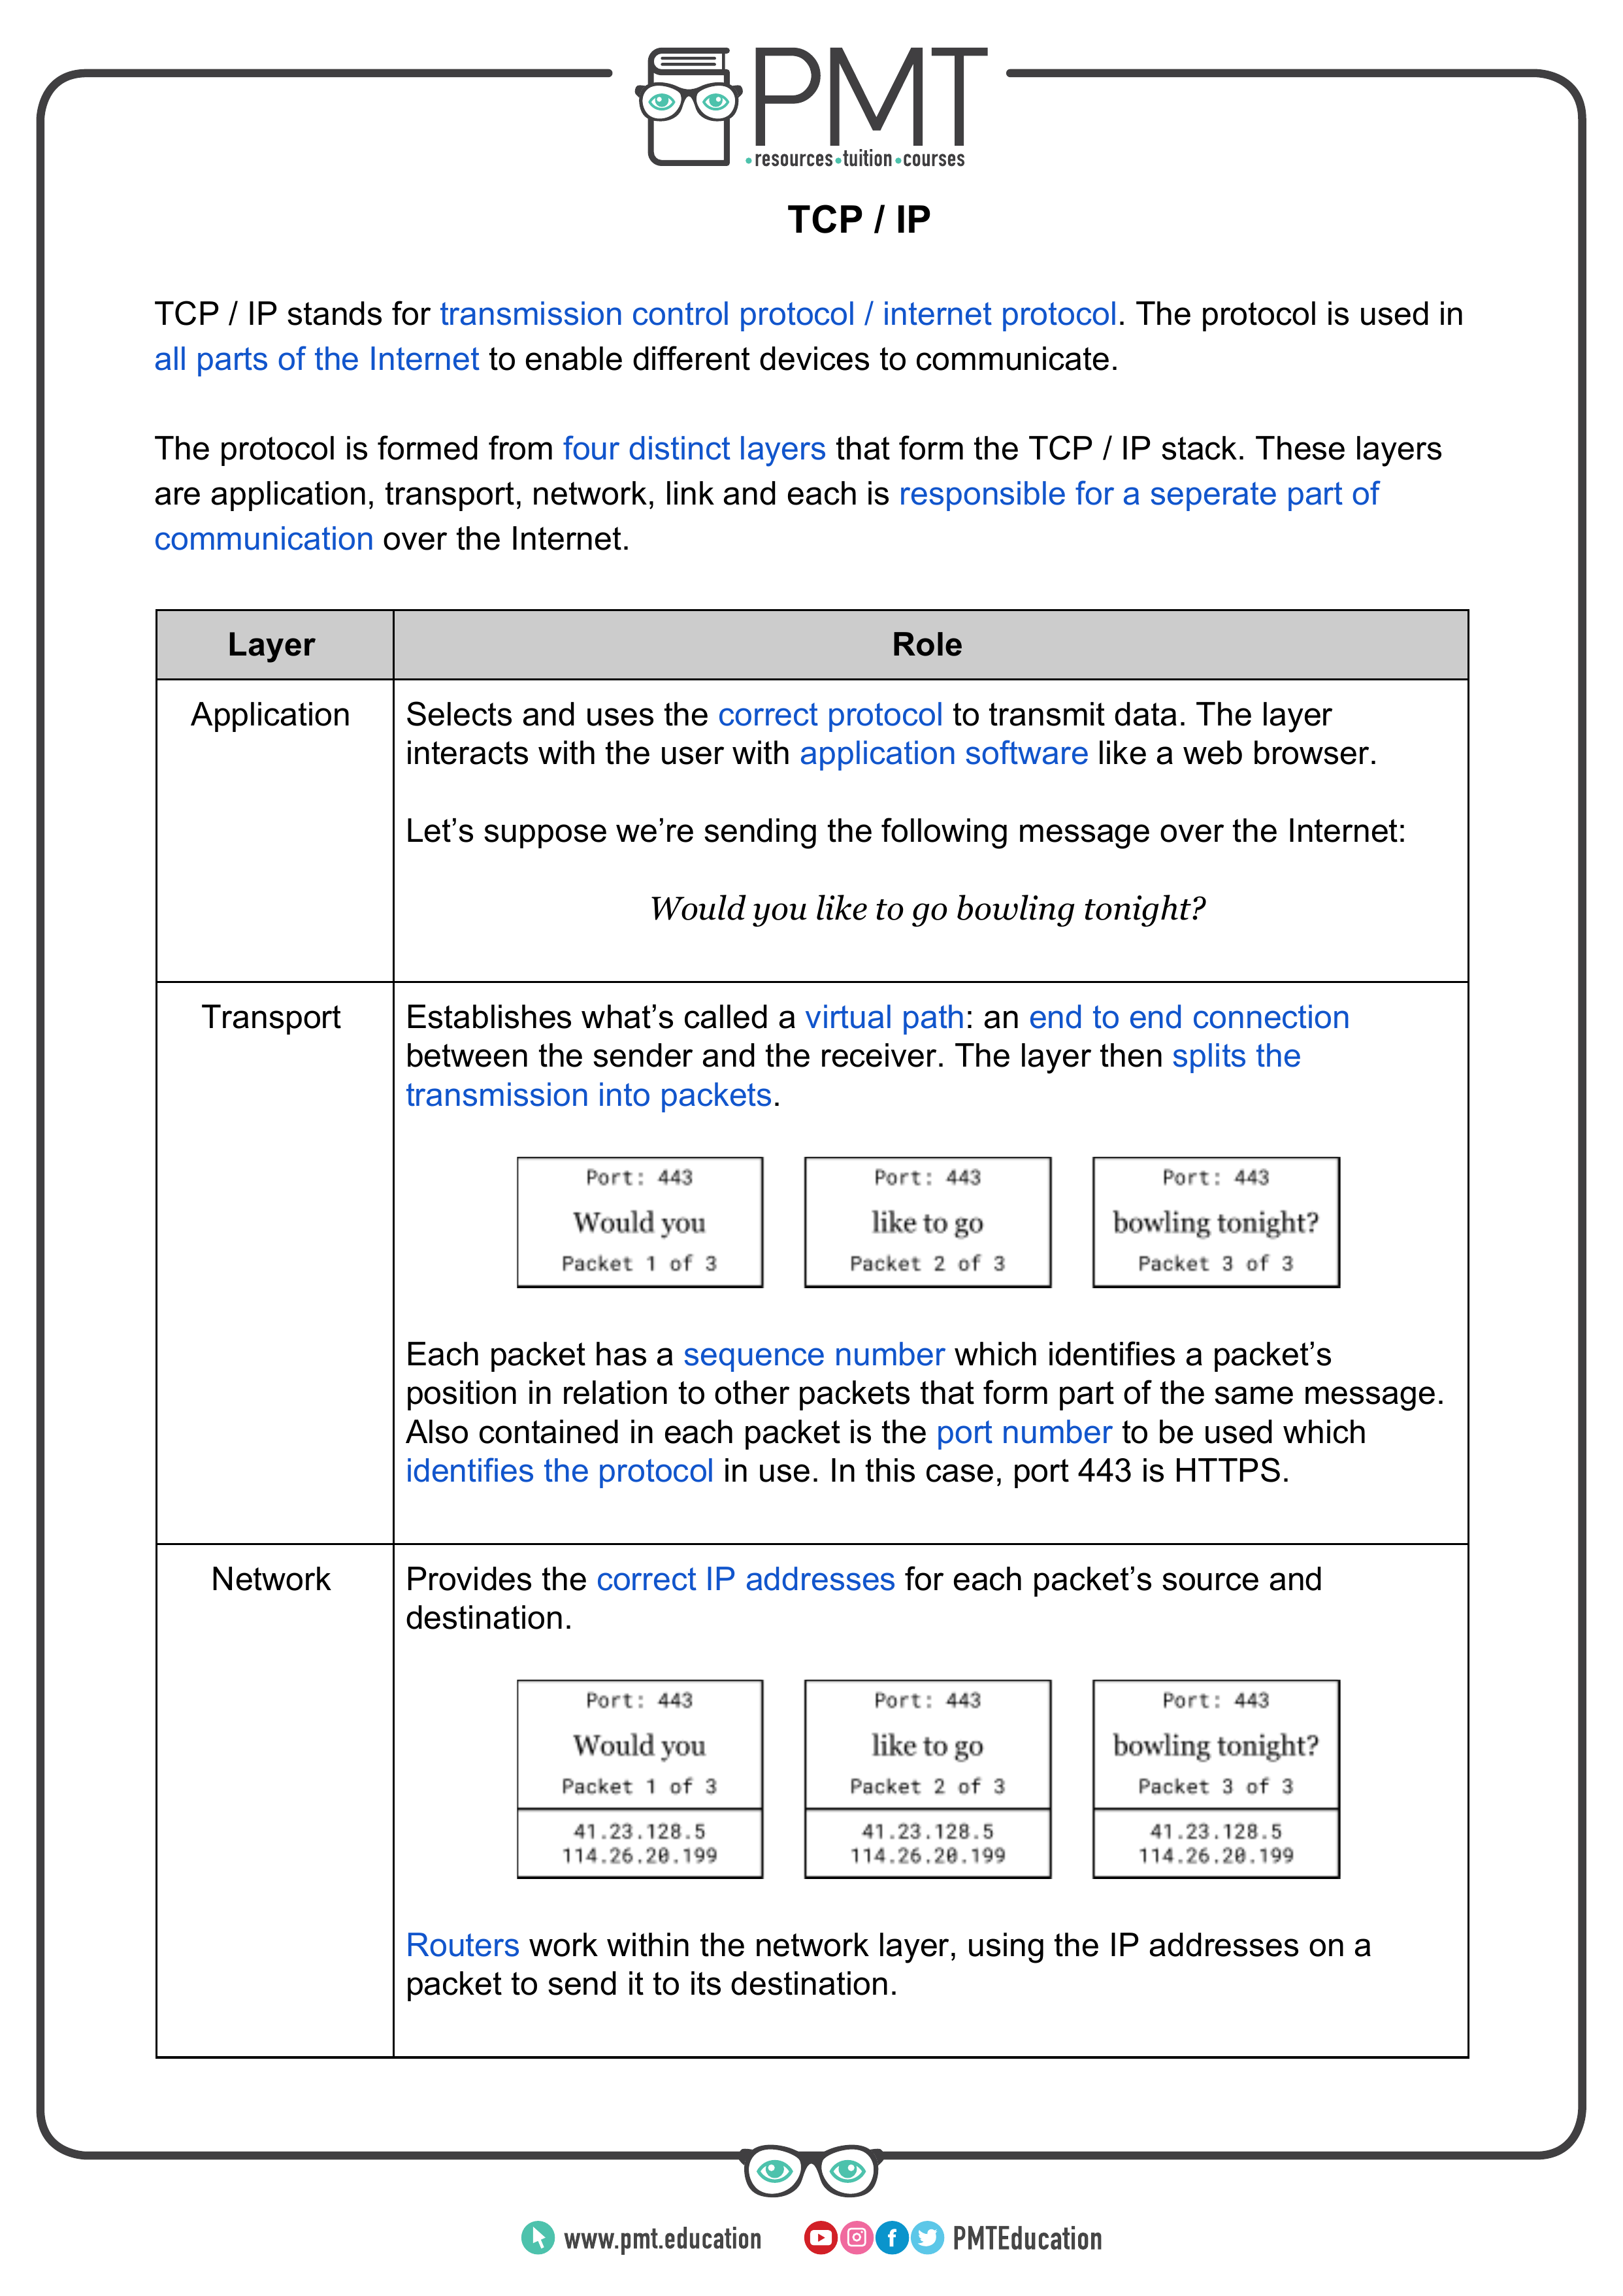 PMT
resources tuition courses
TCP / IP
TCP / IP stands for transmission control protocol / internet protocol. The protocol is used in
all parts of the Internet to enable different devices to communicate.
The protocol is formed from four distinct layers that form the TCP / IP stack. These layers
are application, transport, network, link and each is responsible for a seperate part of
communication over the Internet.
Layer Role
Application
Selects and uses the correct protocol to transmit data. The layer
interacts with the user with application software like a web browser.
Let’s suppose we’re sending the following message over the Internet:
Would you like to go bowling tonight?
Transport
Establishes what’s called a virtual path: an end to end connection
between the sender and the receiver. The layer then splits the
transmission into packets.
Port: 443 Port: 443 Port: 443
Would you like to go bowling tonight?
Packet 1 of 3 Packet 2 of 3 Packet 3 of 3
Each packet has a sequence number which identifies a packet’s
position in relation to other packets that form part of the same message.
Also contained in each packet is the port number to be used which
identifies the protocol in use. In this case, port 443 is HTTPS.
Network
Provides the correct IP addresses for each packet’s source and
destination.
Port: 443 Port: 443 Port: 443
Would you like to go bowling tonight?
Packet 1 of 3 Packet 2 of 3 Packet 3 of 3
41.23.128.5 41.23.128.5 41.23.128.5
114.26.20.199 114.26.20.199 114.26.20.199
Routers work within the network layer, using the IP addresses on a
packet to send it to its destination.
www.pmt.education PMTEducation